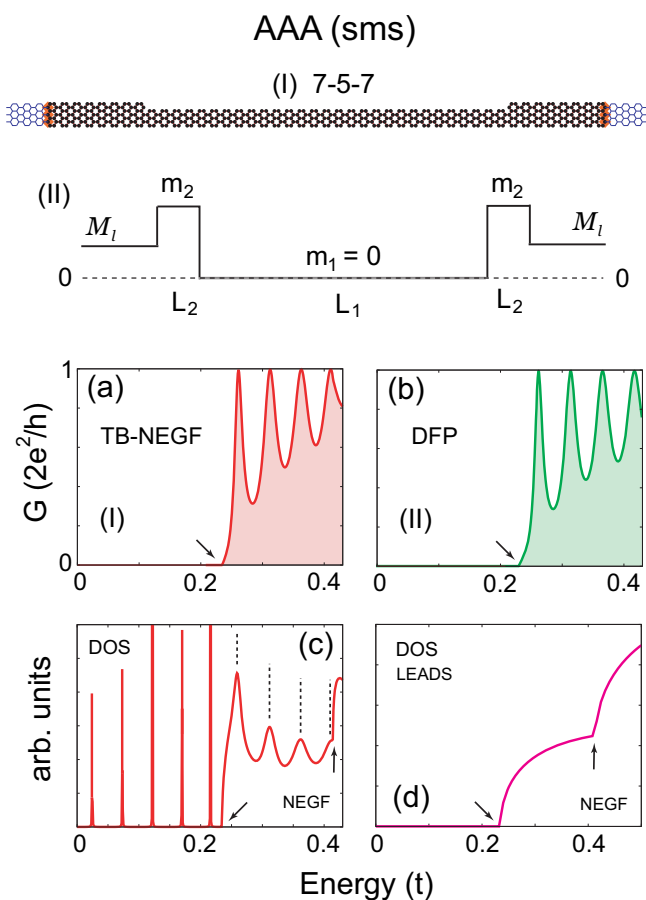 AAA (sms)
(I) 7-5-7
(II)
m₂ m₂
Mₗ Mₗ
m₁ = 0
0 0
L₂ L₁ L₂
(a) (b)
TB-NEGF DFP
(I) (II)
G (2e²/h)
1
0
0 0.2 0.4
0 0.2 0.4
DOS (c)
NEGF
DOS
LEADS
(d) NEGF
arb. units
0 0.2 0.4
0 0.2 0.4
Energy (t)